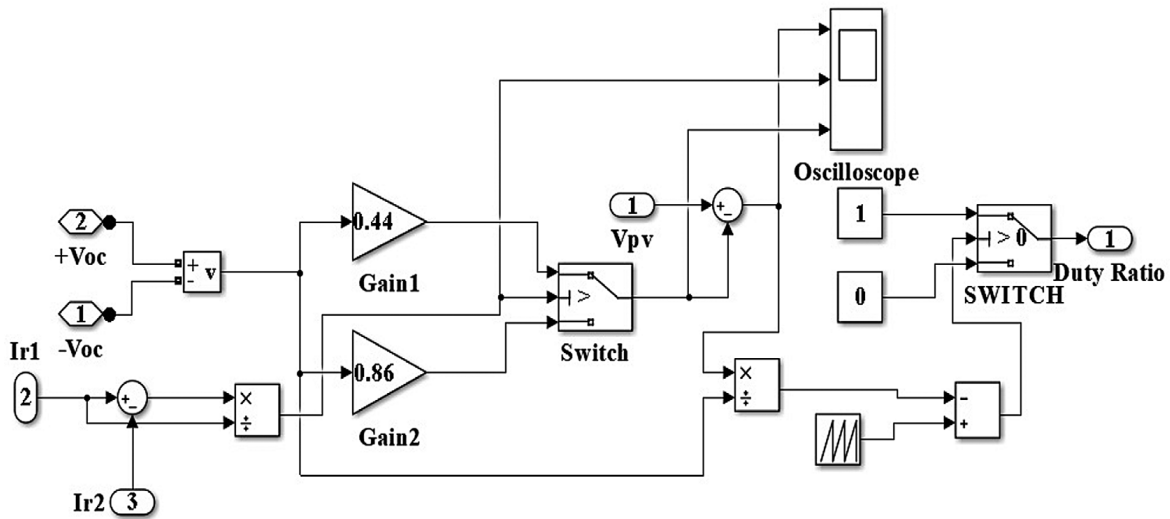 Oscilloscope
2
+Voc
+
-
v
1
-Voc
0.44
Gain1
1
Vpv
+
-
1
0
> 0
SWITCH
1
Duty Ratio
>
Switch
Ir1
2
+
-
×
÷
0.86
Gain2
×
÷
-
+
Ir2
3